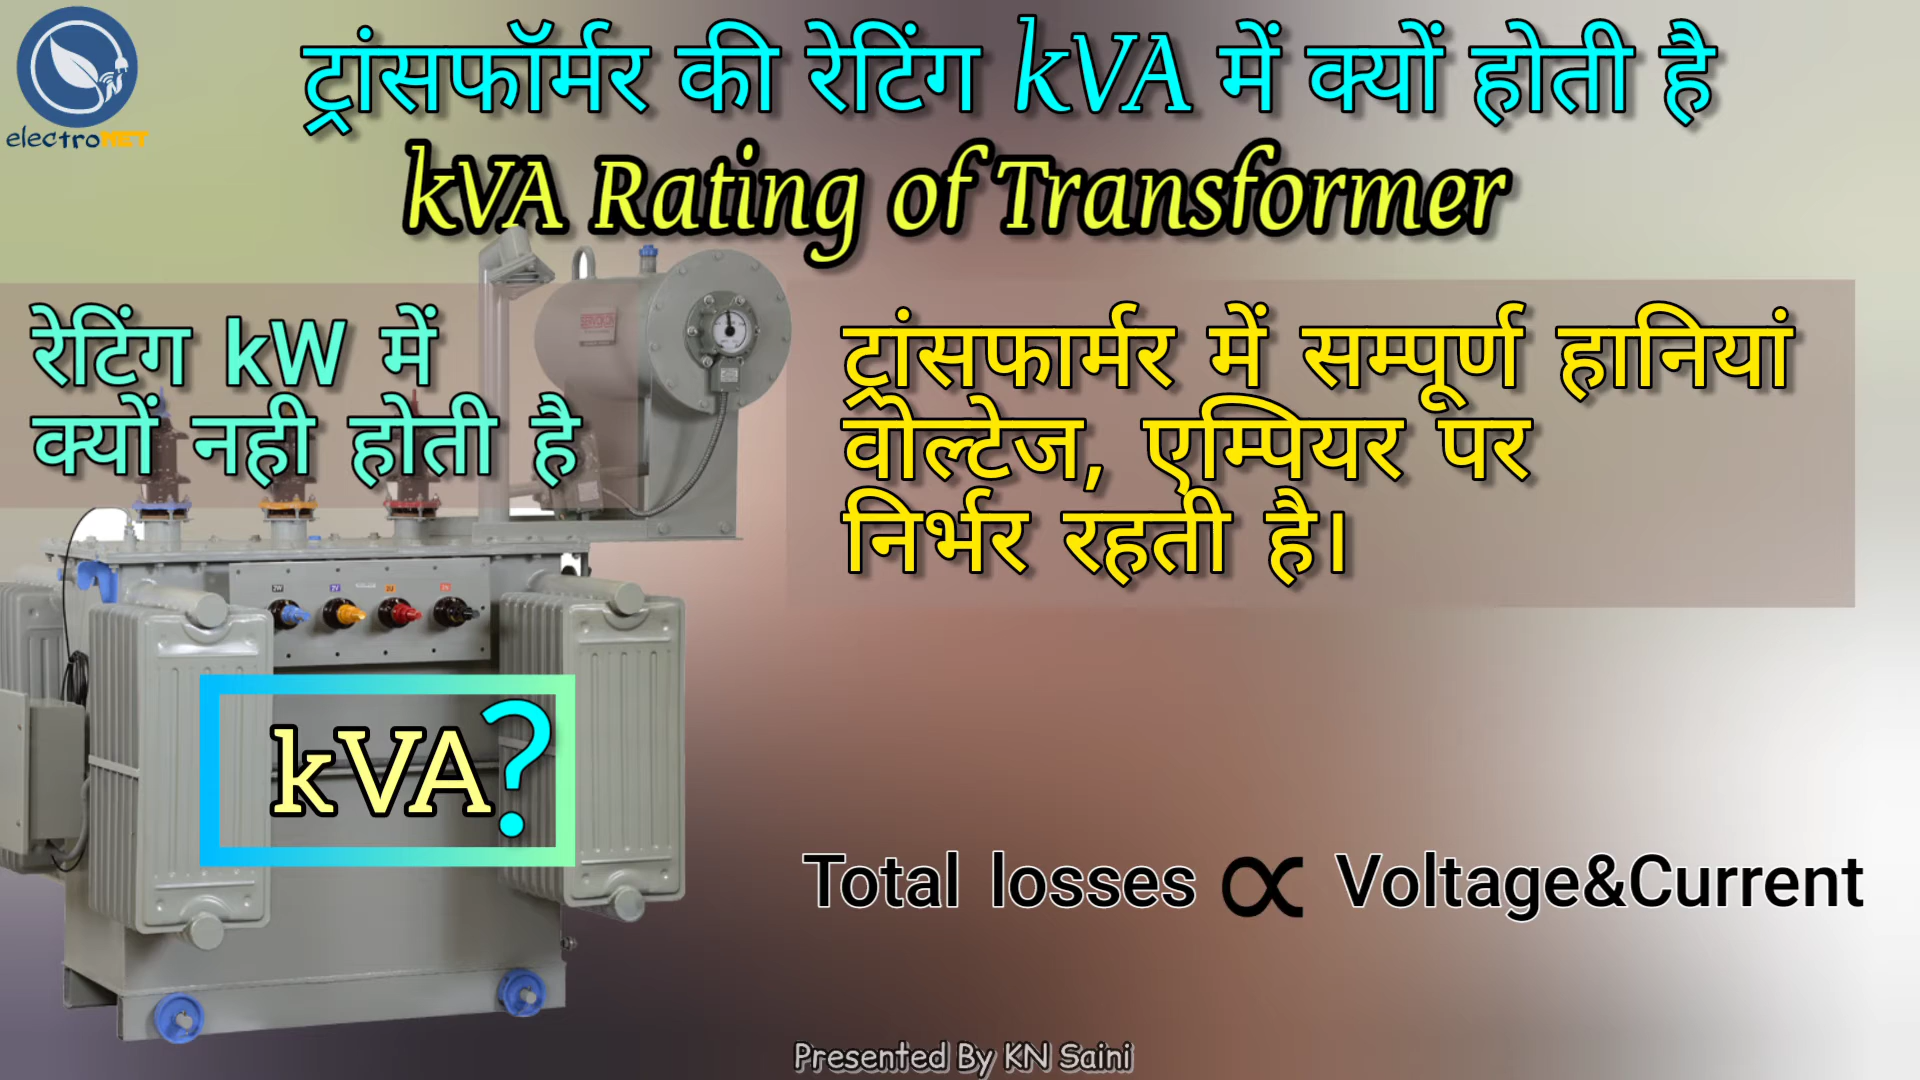 electroNET
ट्रांसफॉर्मर की रेटिंग kVA में क्यों होती है
kVA Rating of Transformer
रेटिंग kW में
क्यों नही होती है
ट्रांसफार्मर में सम्पूर्ण हानियां
वोल्टेज, एम्पियर पर
निर्भर रहती है।
SERVOKON
kVA?
Total losses ∝ Voltage&Current
Presented By KN Saini